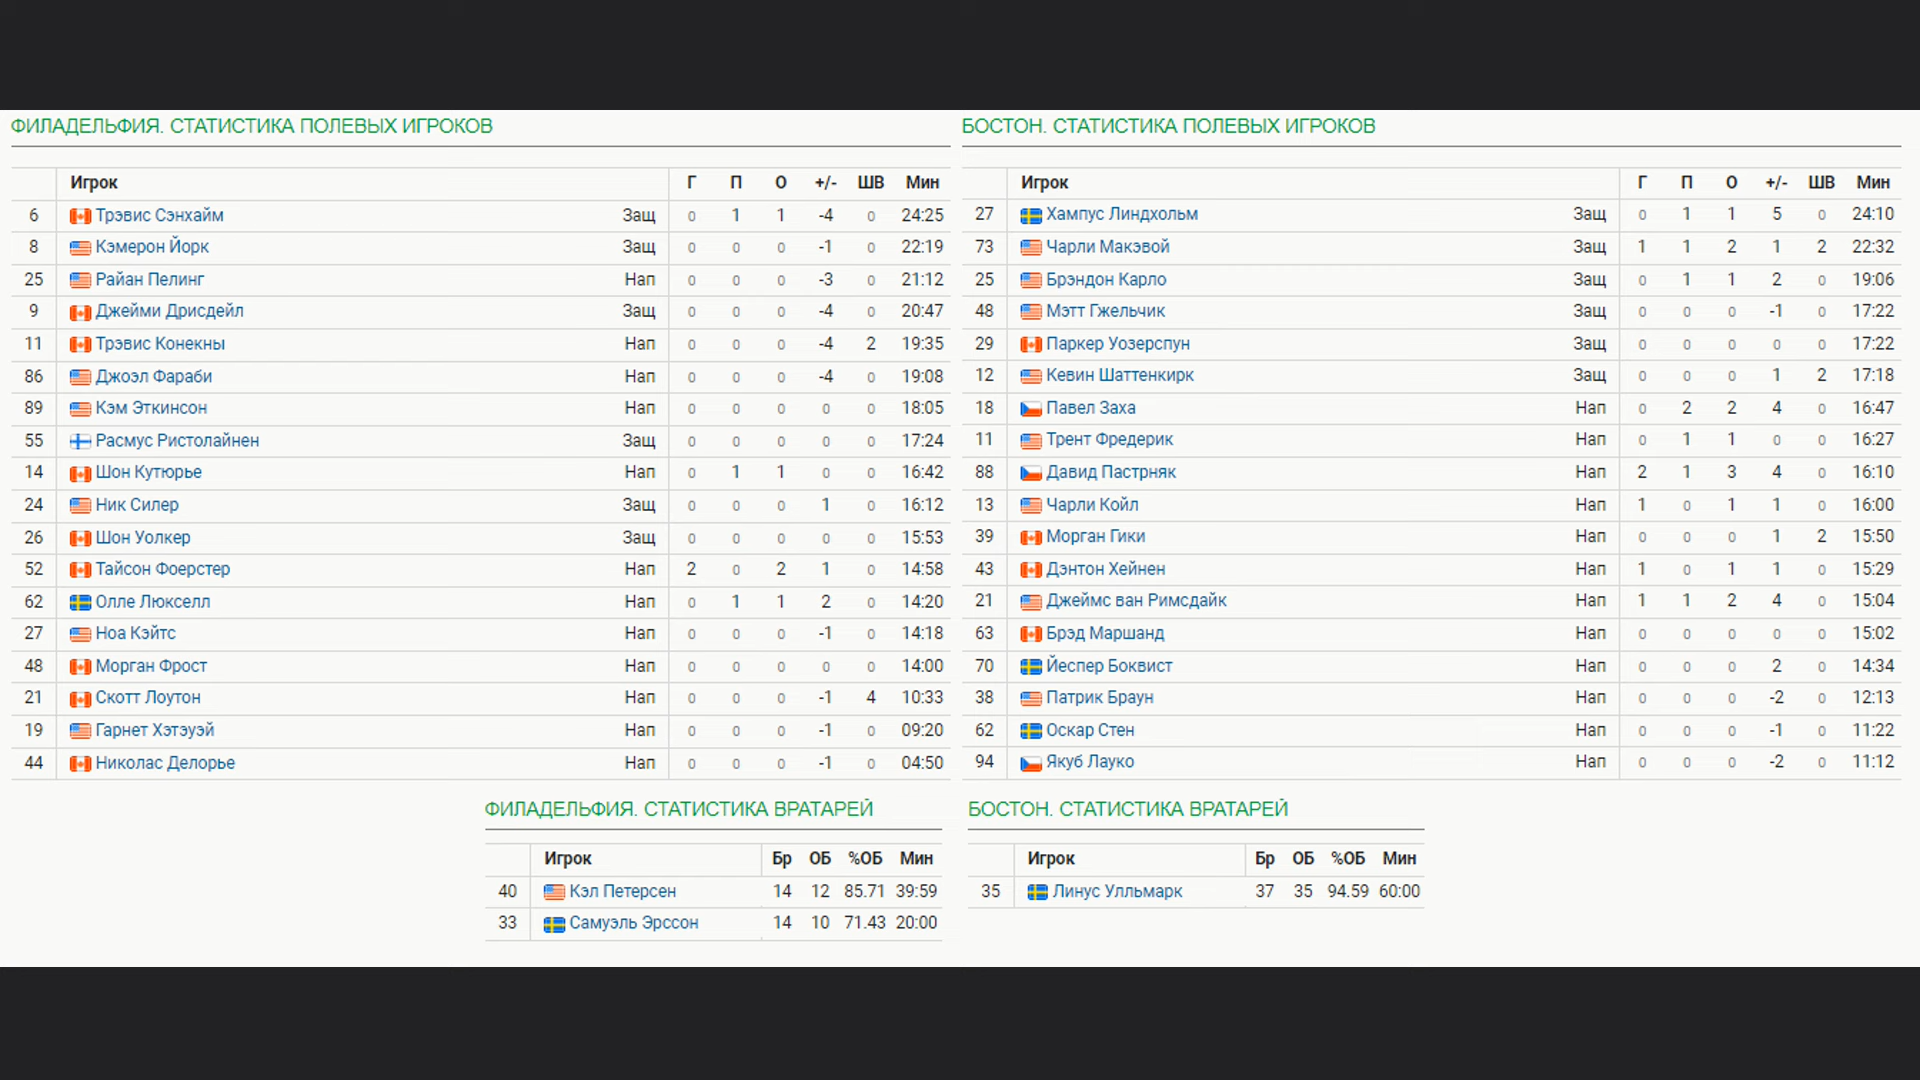 ФИЛАДЕЛЬФИЯ. СТАТИСТИКА ПОЛЕВЫХ ИГРОКОВ
Игрок Г П О +/- ШВ Мин
6 Трэвис Сэнхайм Защ 0 1 1 -4 0 24:25
8 Кэмерон Йорк Защ 0 0 0 -1 0 22:19
25 Райан Пелинг Нап 0 0 0 -3 0 21:12
9 Джейми Дрисдейл Защ 0 0 0 -4 0 20:47
11 Трэвис Конекны Нап 0 0 0 -4 2 19:35
86 Джоэл Фараби Нап 0 0 0 -4 0 19:08
89 Кэм Эткинсон Нап 0 0 0 0 0 18:05
55 Расмус Ристолайнен Защ 0 0 0 0 0 17:24
14 Шон Кутюрье Нап 0 1 1 0 0 16:42
24 Ник Силер Защ 0 0 0 1 0 16:12
26 Шон Уолкер Защ 0 0 0 0 0 15:53
52 Тайсон Фоерстер Нап 2 0 2 1 0 14:58
62 Олле Люкселл Нап 0 1 1 2 0 14:20
27 Ноа Кэйтс Нап 0 0 0 -1 0 14:18
48 Морган Фрост Нап 0 0 0 0 0 14:00
21 Скотт Лоутон Нап 0 0 0 -1 4 10:33
19 Гарнет Хэтэуэй Нап 0 0 0 -1 0 09:20
44 Николас Делорье Нап 0 0 0 -1 0 04:50
БОСТОН. СТАТИСТИКА ПОЛЕВЫХ ИГРОКОВ
Игрок Г П О +/- ШВ Мин
27 Хампус Линдхольм Защ 0 1 1 5 0 24:10
73 Чарли Макэвой Защ 1 1 2 1 2 22:32
25 Брэндон Карло Защ 0 1 1 2 0 19:06
48 Мэтт Гжельчик Защ 0 0 0 -1 0 17:22
29 Паркер Уозерспун Защ 0 0 0 0 0 17:22
12 Кевин Шаттенкирк Защ 0 0 0 1 2 17:18
18 Павел Заха Нап 0 2 2 4 0 16:47
11 Трент Фредерик Нап 0 1 1 0 0 16:27
88 Давид Пастрняк Нап 2 1 3 4 0 16:10
13 Чарли Койл Нап 1 0 1 1 0 16:00
39 Морган Гики Нап 0 0 0 1 2 15:50
43 Дэнтон Хейнен Нап 1 0 1 1 0 15:29
21 Джеймс ван Римсдайк Нап 1 1 2 4 0 15:04
63 Брэд Маршанд Нап 0 0 0 0 0 15:02
70 Йеспер Боквист Нап 0 0 0 2 0 14:34
38 Патрик Браун Нап 0 0 0 -2 0 12:13
62 Оскар Стен Нап 0 0 0 -1 0 11:22
94 Якуб Лауко Нап 0 0 0 -2 0 11:12
ФИЛАДЕЛЬФИЯ. СТАТИСТИКА ВРАТАРЕЙ
Игрок Бр ОБ %ОБ Мин
40 Кэл Петерсен 14 12 85.71 39:59
33 Самуэль Эрссон 14 10 71.43 20:00
БОСТОН. СТАТИСТИКА ВРАТАРЕЙ
Игрок Бр ОБ %ОБ Мин
35 Линус Улльмарк 37 35 94.59 60:00